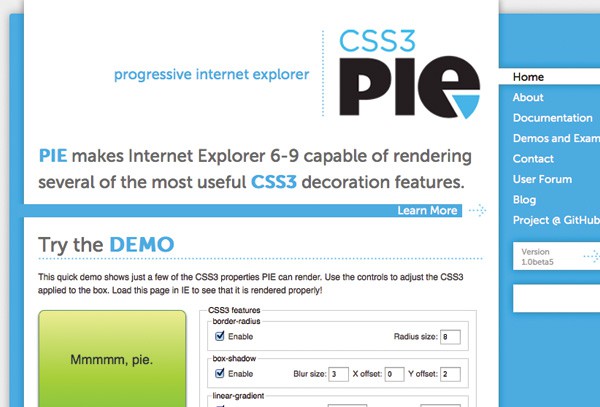 CSS3
PIE
progressive internet explorer
PIE makes Internet Explorer 6-9 capable of rendering
several of the most useful CSS3 decoration features.
Learn More
Home
About
Documentation
Demos and Exam
Contact
User Forum
Blog
Project @ GitHub
Version
1.0beta5
Try the DEMO
This quick demo shows just a few of the CSS3 properties PIE can render. Use the controls to adjust the CSS3
applied to the box. Load this page in IE to see that it is rendered properly!
Mmmmm, pie.
CSS3 features
border-radius
Enable Radius size: 8
box-shadow
Enable Blur size: 3 X offset: 0 Y offset: 2
linear-gradient